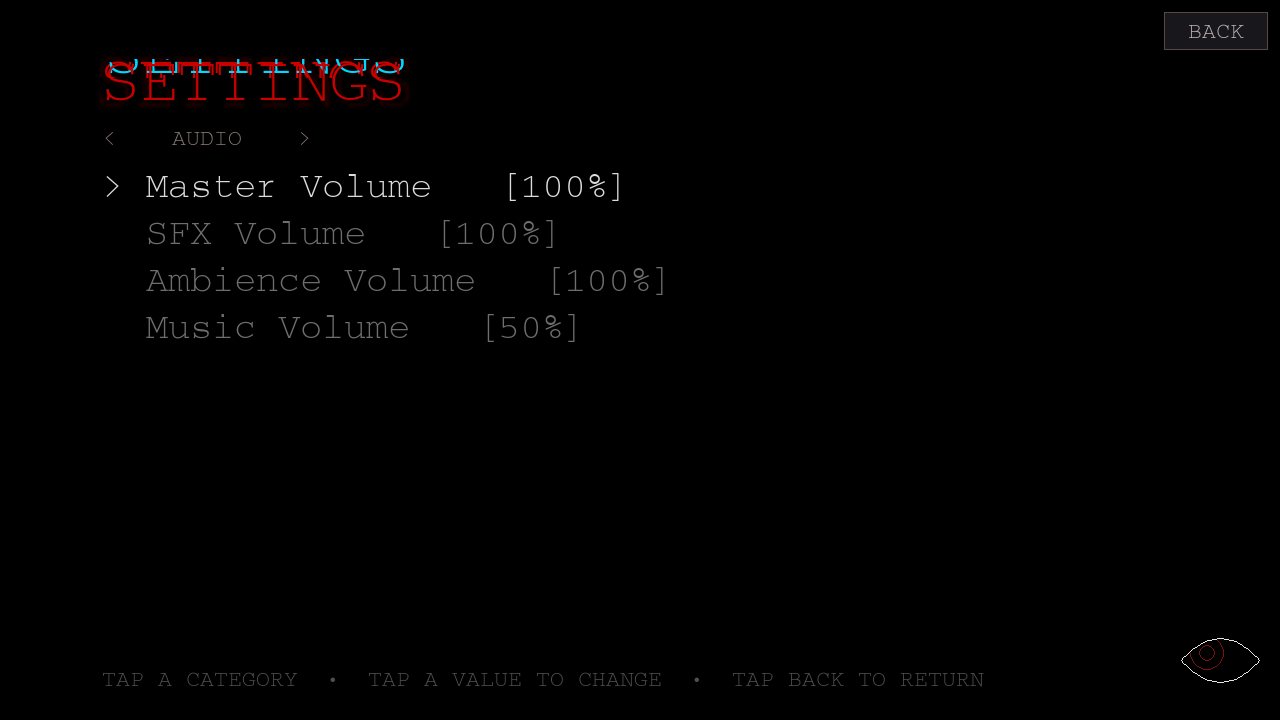 BACK
SETTINGS
< AUDIO >
> Master Volume [100%]
SFX Volume [100%]
Ambience Volume [100%]
Music Volume [50%]
TAP A CATEGORY • TAP A VALUE TO CHANGE • TAP BACK TO RETURN